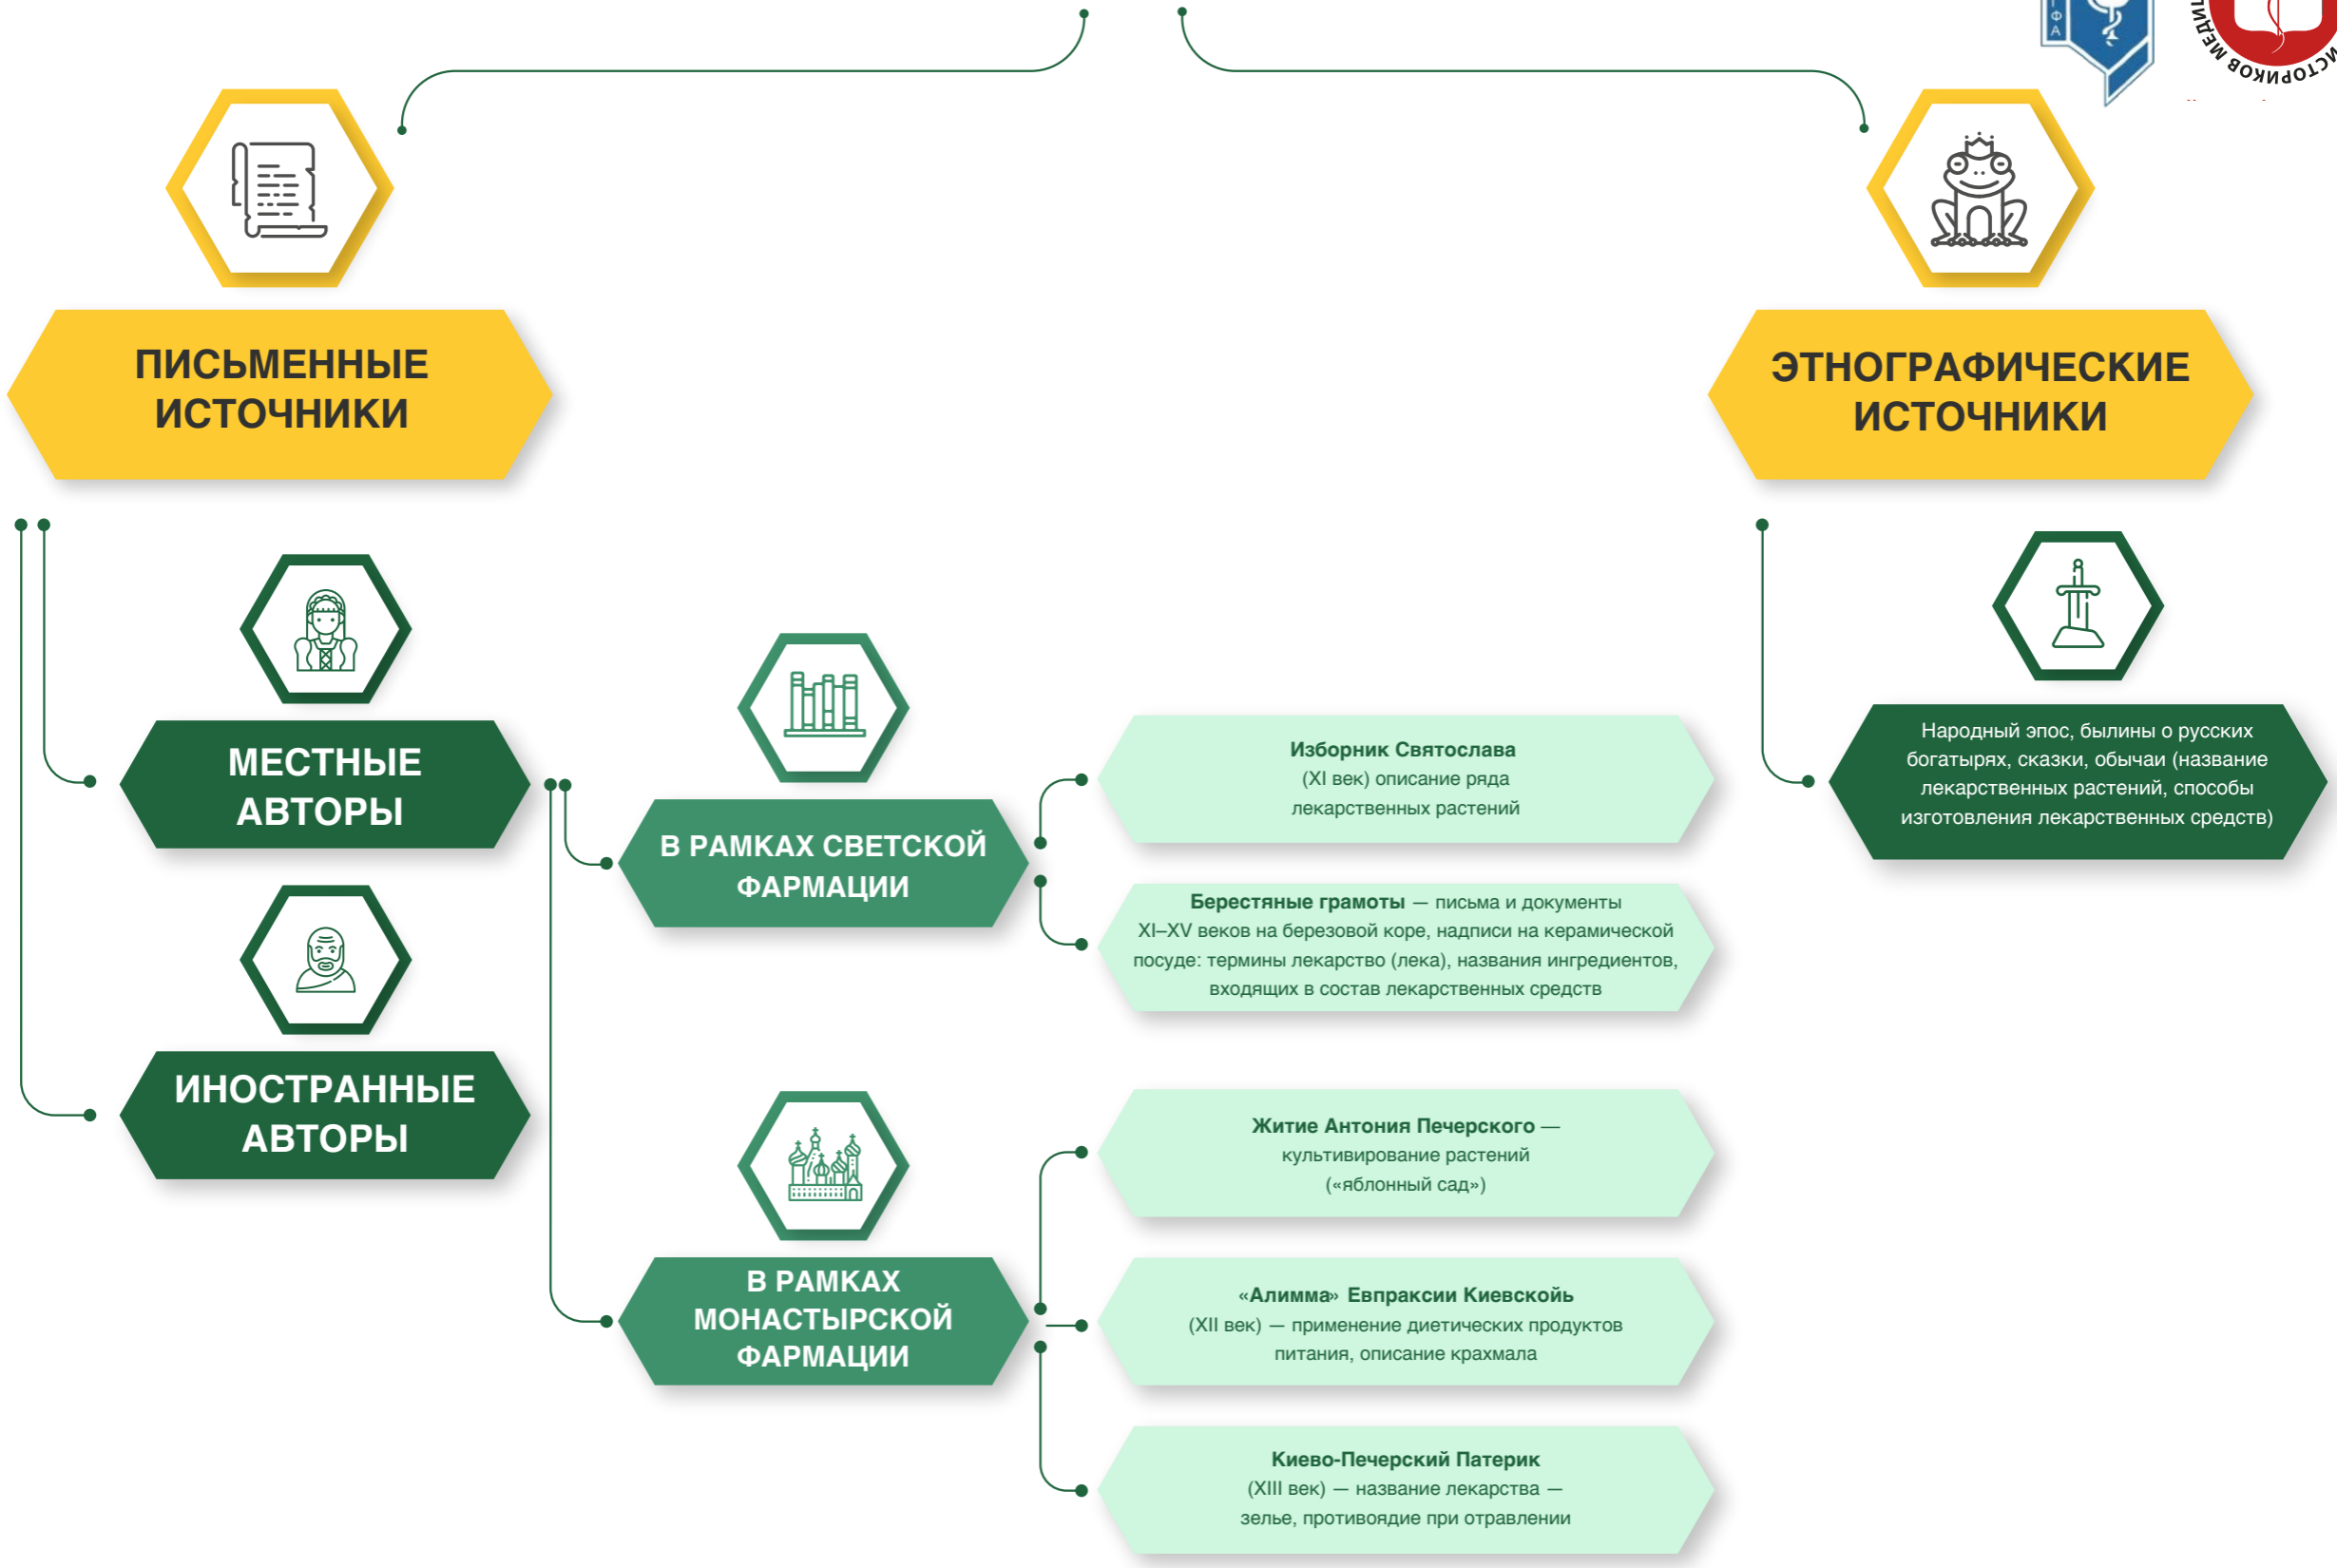 ГФА
ИСТОРИКОВ
ПИСЬМЕННЫЕ
ИСТОЧНИКИ
ЭТНОГРАФИЧЕСКИЕ
ИСТОЧНИКИ
МЕСТНЫЕ
АВТОРЫ
ИНОСТРАННЫЕ
АВТОРЫ
В РАМКАХ СВЕТСКОЙ
ФАРМАЦИИ
Изборник Святослава
(XI век) описание ряда
лекарственных растений
Берестяные грамоты — письма и документы
XI–XV веков на березовой коре, надписи на керамической
посуде: термины лекарство (лека), названия ингредиентов,
входящих в состав лекарственных средств
В РАМКАХ
МОНАСТЫРСКОЙ
ФАРМАЦИИ
Житие Антония Печерского —
культивирование растений
(«яблонный сад»)
«Алимма» Евпраксии Киевскойь
(XII век) — применение диетических продуктов
питания, описание крахмала
Киево-Печерский Патерик
(XIII век) — название лекарства —
зелье, противоядие при отравлении
Народный эпос, былины о русских
богатырях, сказки, обычаи (название
лекарственных растений, способы
изготовления лекарственных средств)